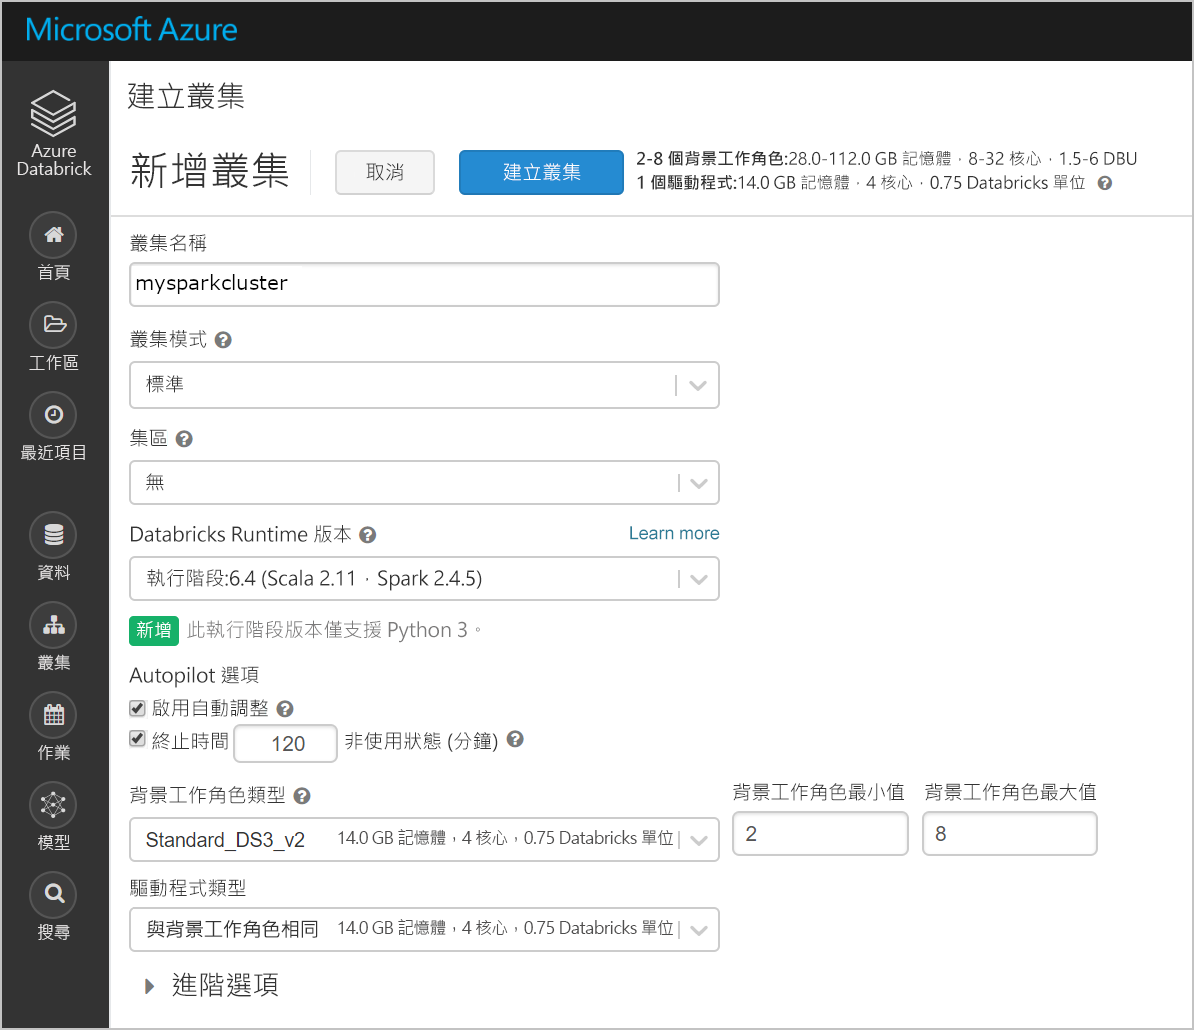 Microsoft Azure
Azure
Databrick
首頁
工作區
最近項目
資料
叢集
作業
模型
搜尋
建立叢集
新增叢集
取消
建立叢集
2-8 個背景工作角色:28.0-112.0 GB 記憶體，8-32 核心，1.5-6 DBU
1 個驅動程式:14.0 GB 記憶體，4 核心，0.75 Databricks 單位
叢集名稱
mysparkcluster
叢集模式
標準
集區
無
Databricks Runtime 版本
Learn more
執行階段:6.4 (Scala 2.11，Spark 2.4.5)
新增 此執行階段版本僅支援 Python 3。
Autopilot 選項
啟用自動調整
終止時間 120 非使用狀態 (分鐘)
背景工作角色類型
背景工作角色最小值
背景工作角色最大值
Standard_DS3_v2 14.0 GB 記憶體，4 核心，0.75 Databricks 單位
2
8
驅動程式類型
與背景工作角色相同 14.0 GB 記憶體，4 核心，0.75 Databricks 單位
進階選項